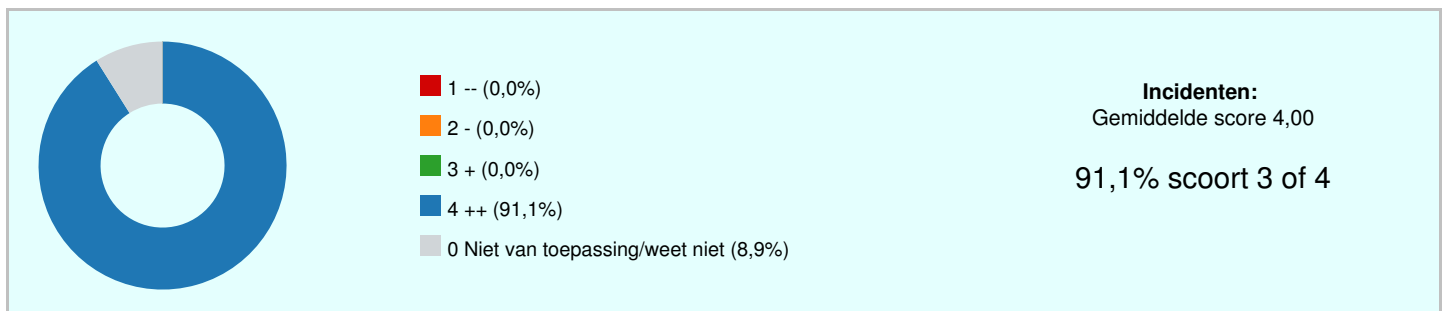 1 -- (0,0%)
2 - (0,0%)
3 + (0,0%)
4 ++ (91,1%)
0 Niet van toepassing/weet niet (8,9%)
Incidenten:
Gemiddelde score 4,00
91,1% scoort 3 of 4